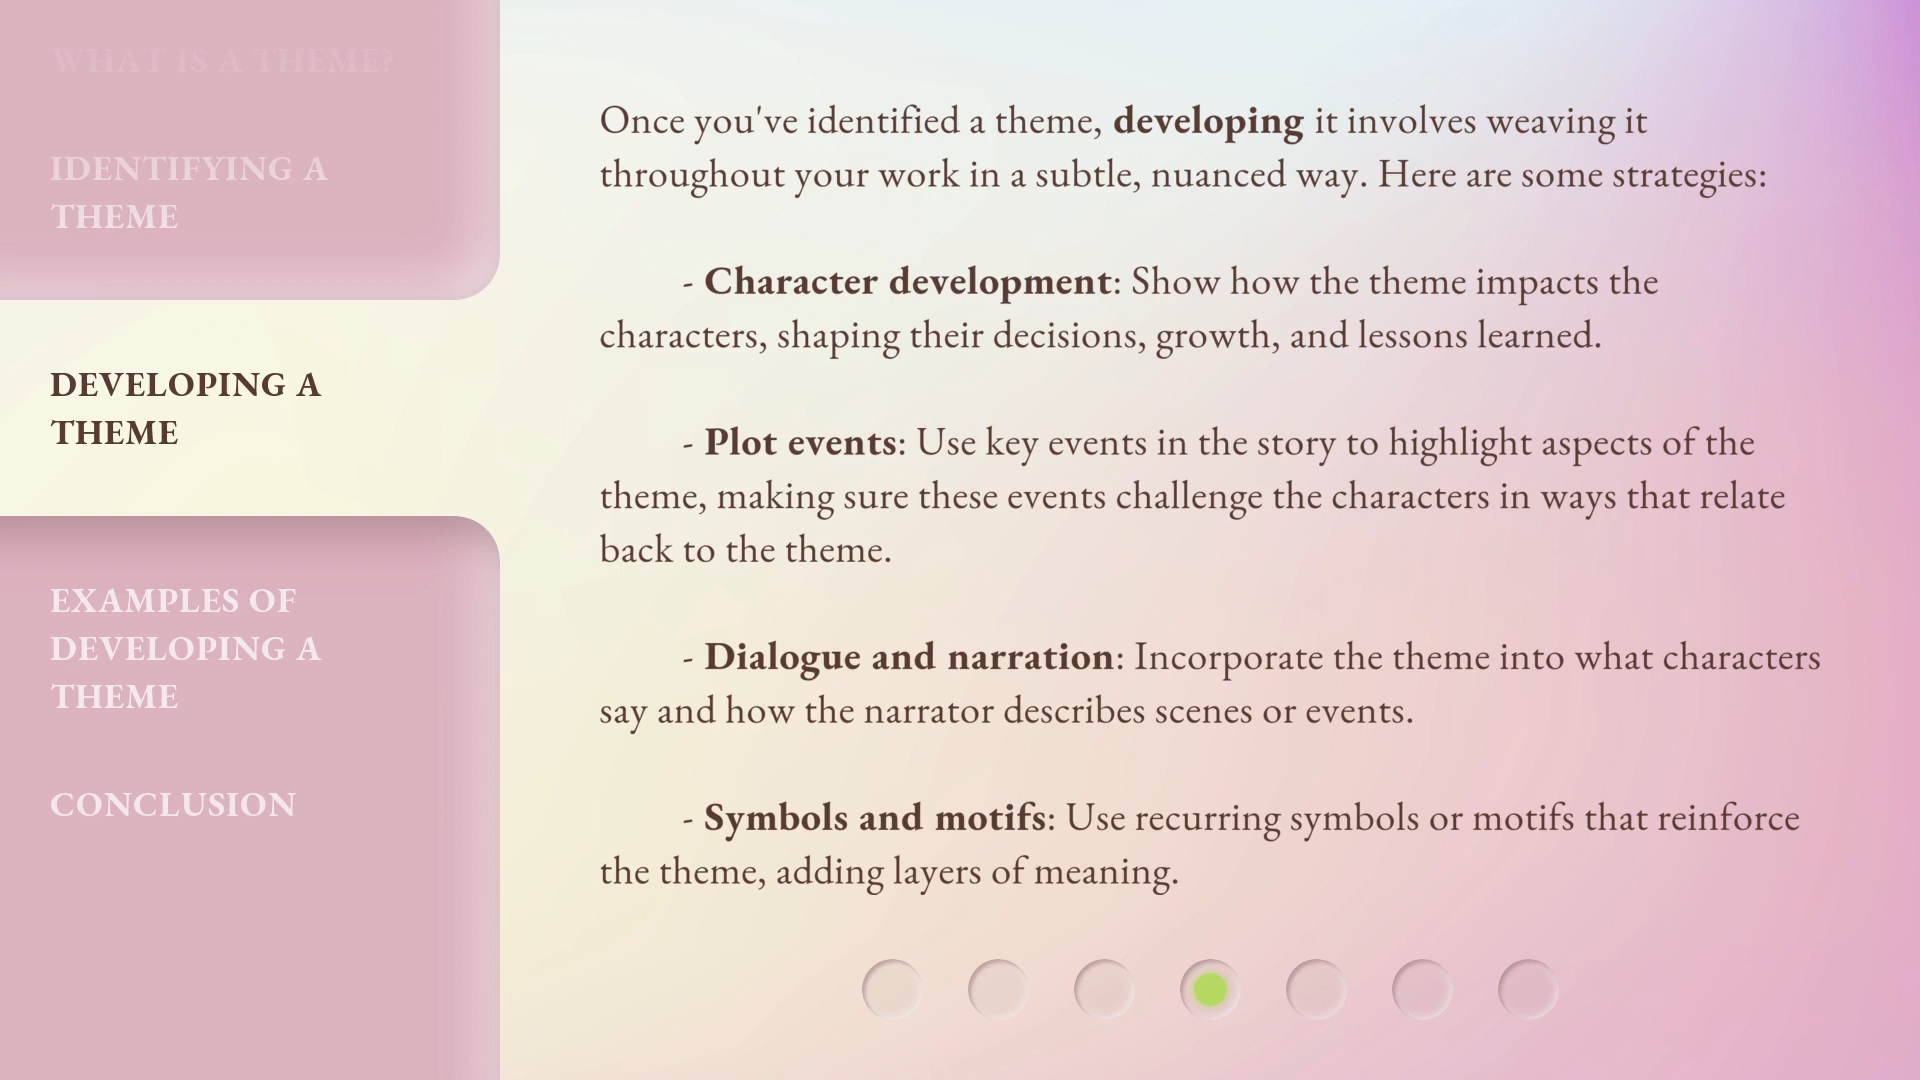 WHAT IS A THEME?
IDENTIFYING A
THEME
DEVELOPING A
THEME
EXAMPLES OF
DEVELOPING A
THEME
CONCLUSION
Once you've identified a theme, developing it involves weaving it
throughout your work in a subtle, nuanced way. Here are some strategies:
- Character development: Show how the theme impacts the
characters, shaping their decisions, growth, and lessons learned.
- Plot events: Use key events in the story to highlight aspects of the
theme, making sure these events challenge the characters in ways that relate
back to the theme.
- Dialogue and narration: Incorporate the theme into what characters
say and how the narrator describes scenes or events.
- Symbols and motifs: Use recurring symbols or motifs that reinforce
the theme, adding layers of meaning.